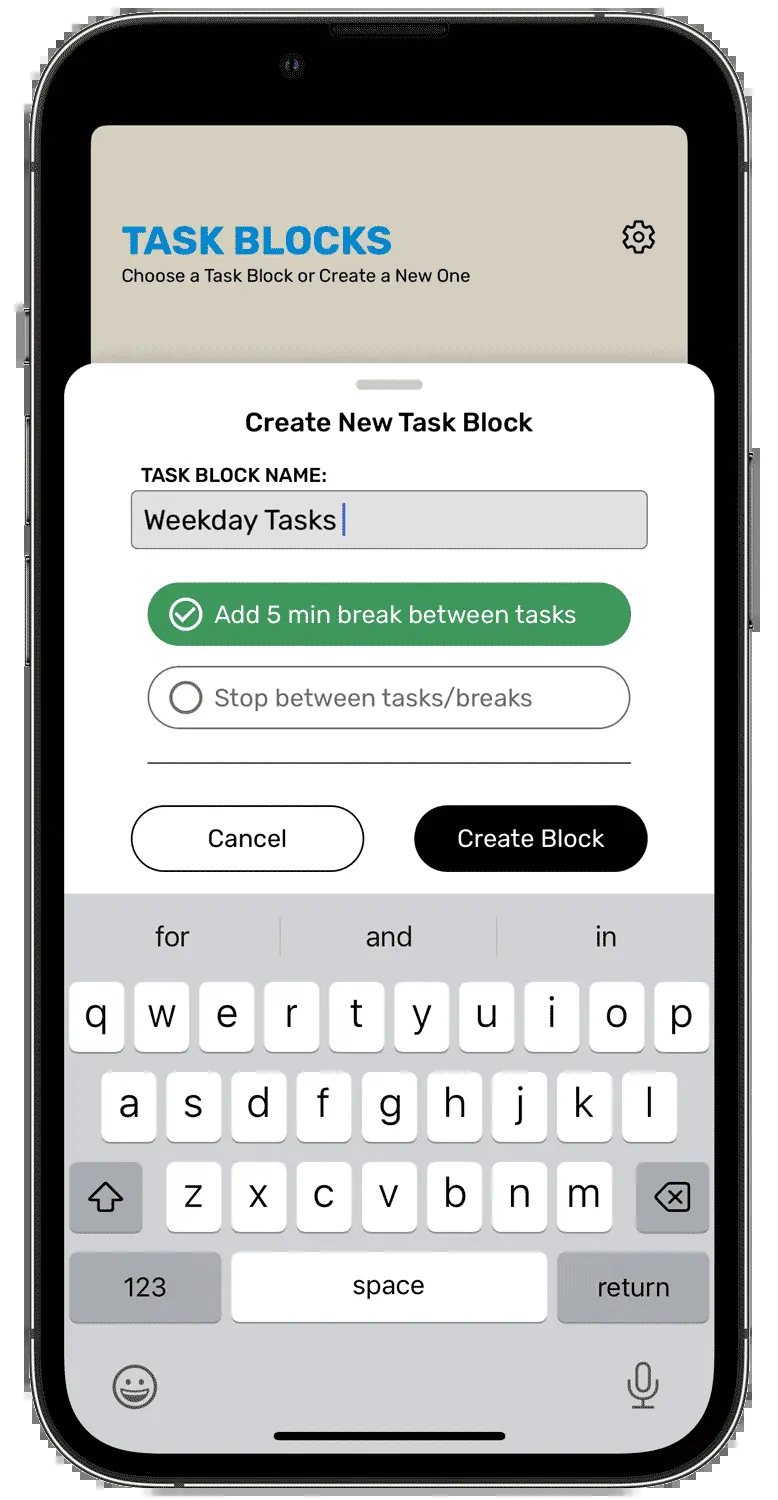 TASK BLOCKS
Choose a Task Block or Create a New One
Create New Task Block
TASK BLOCK NAME:
Weekday Tasks
Add 5 min break between tasks
Stop between tasks/breaks
Cancel Create Block
for and in
q w e r t y u i o p
a s d f g h j k l
z x c v b n m
123 space return